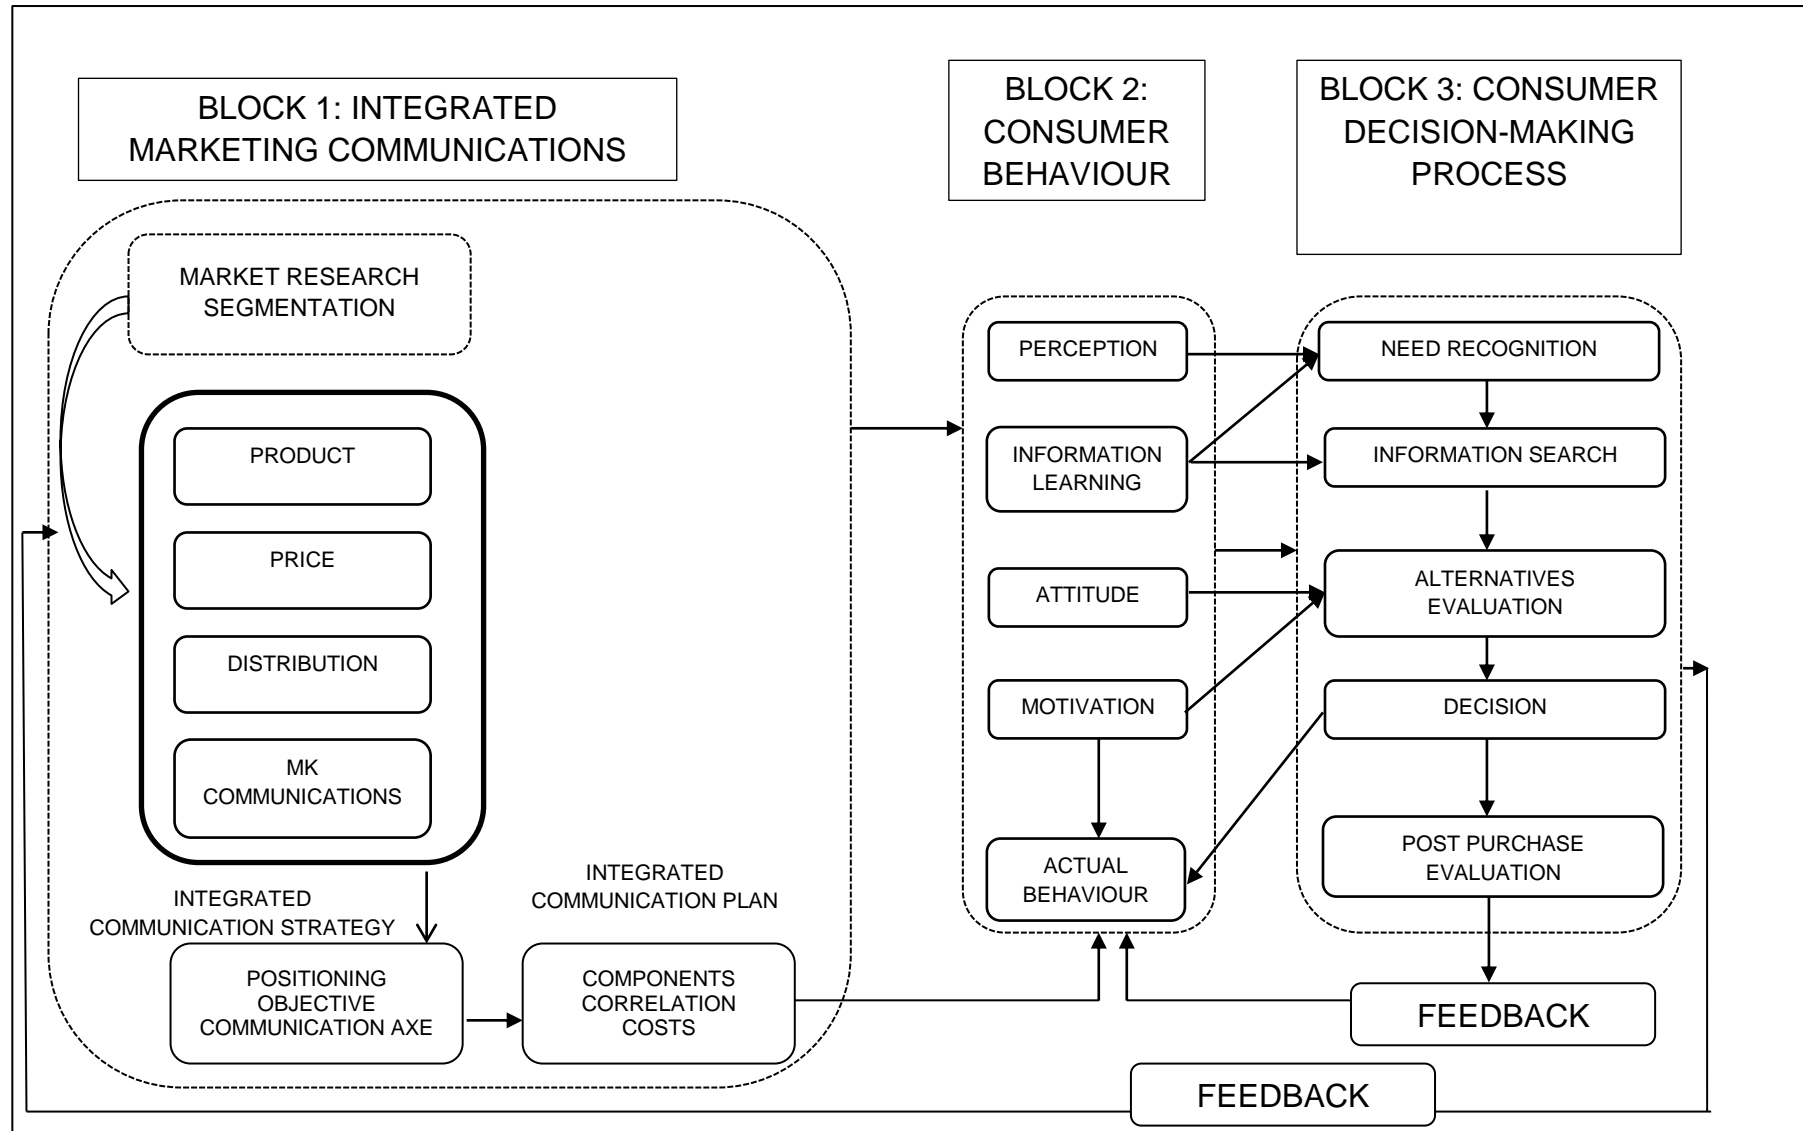 BLOCK 1: INTEGRATED
MARKETING COMMUNICATIONS
BLOCK 2:
CONSUMER
BEHAVIOUR
BLOCK 3: CONSUMER
DECISION-MAKING
PROCESS
MARKET RESEARCH
SEGMENTATION
PRODUCT
PRICE
DISTRIBUTION
MK
COMMUNICATIONS
INTEGRATED
COMMUNICATION STRATEGY
POSITIONING
OBJECTIVE
COMMUNICATION AXE
INTEGRATED
COMMUNICATION PLAN
COMPONENTS
CORRELATION
COSTS
PERCEPTION
INFORMATION
LEARNING
ATTITUDE
MOTIVATION
ACTUAL
BEHAVIOUR
NEED RECOGNITION
INFORMATION SEARCH
ALTERNATIVES
EVALUATION
DECISION
POST PURCHASE
EVALUATION
FEEDBACK
FEEDBACK